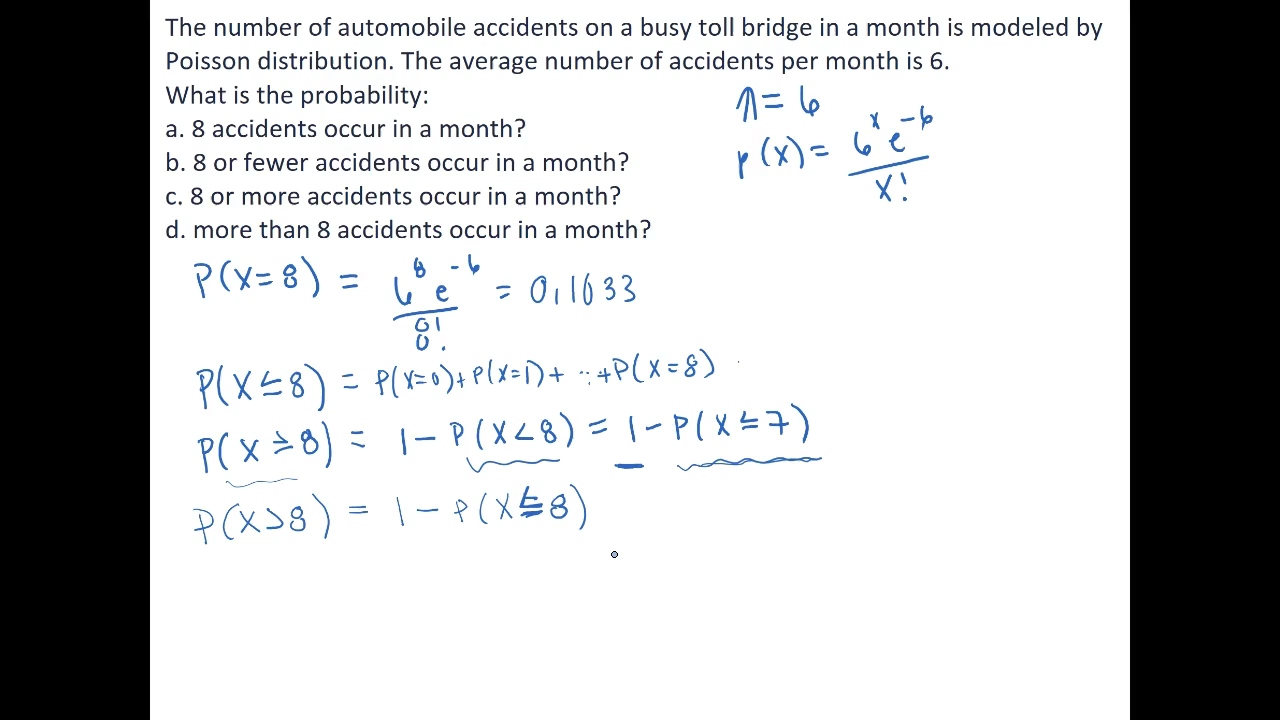 The number of automobile accidents on a busy toll bridge in a month is modeled by
Poisson distribution. The average number of accidents per month is 6.
What is the probability:
a. 8 accidents occur in a month?
b. 8 or fewer accidents occur in a month?
c. 8 or more accidents occur in a month?
d. more than 8 accidents occur in a month?
λ = 6
p(x) = 6^x e^-6 / x!
P(X=8) = 6^8 e^-6 / 8! = 0.1033
P(X≤8) = P(X=0)+P(X=1)+ ...+P(X=8)
P(X≥8) = 1-P(X<8) = 1-P(X≤7)
P(X>8) = 1-P(X≤8)